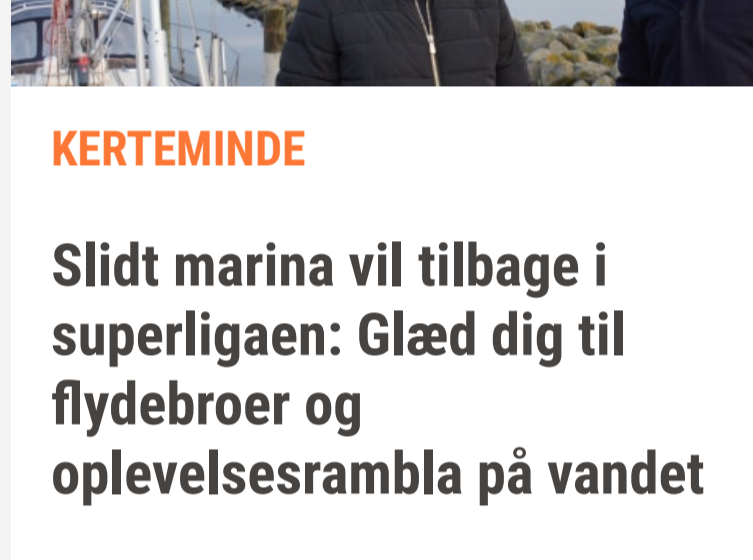 KERTEMINDE
Slidt marina vil tilbage i
superligaen: Glæd dig til
flydebroer og
oplevelsesrambla på vandet